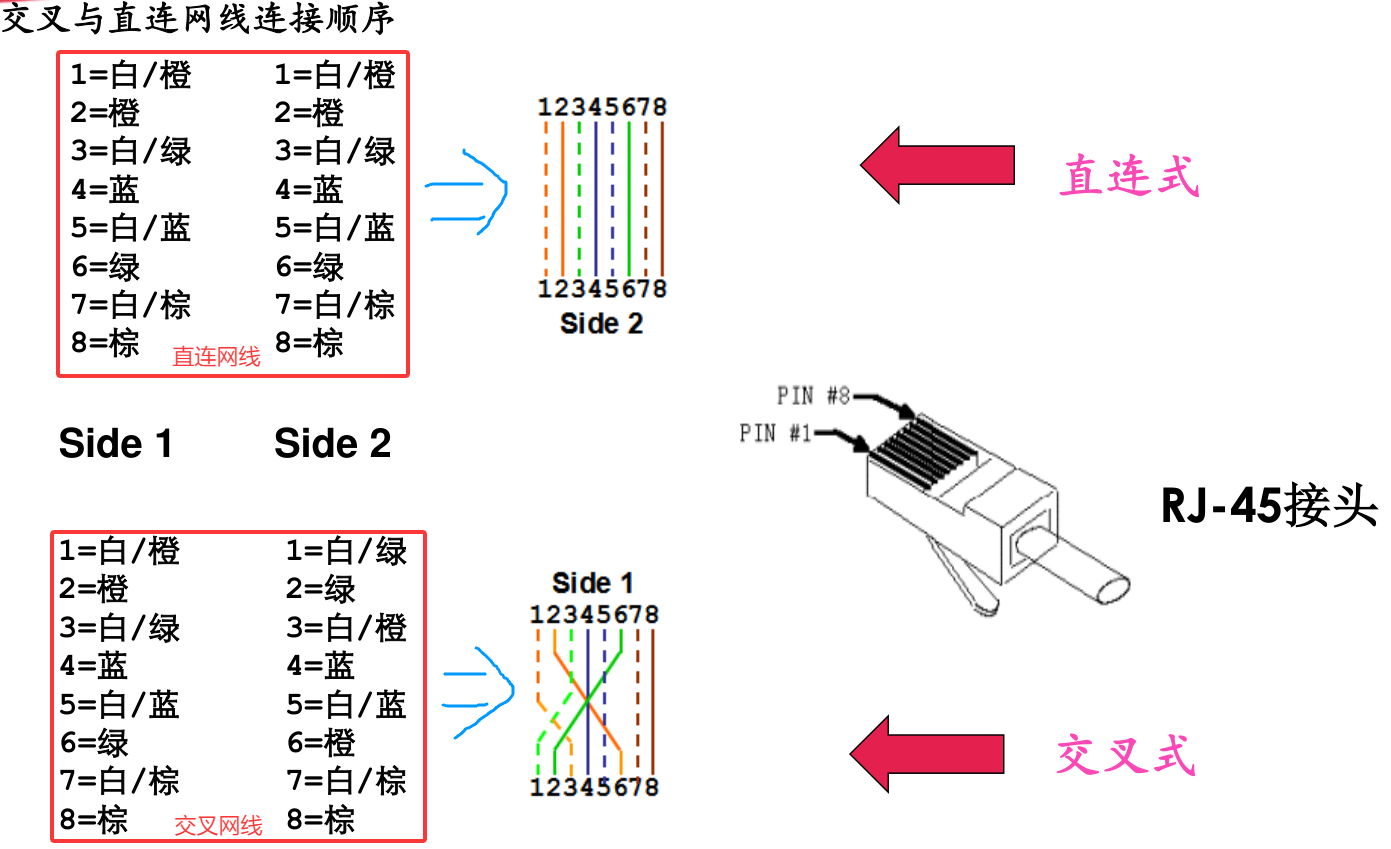 交叉与直连网线连接顺序
1=白/橙 1=白/橙
2=橙 2=橙
3=白/绿 3=白/绿
4=蓝 4=蓝
5=白/蓝 5=白/蓝
6=绿 6=绿
7=白/棕 7=白/棕
8=棕 直连网线 8=棕
12345678
12345678
Side 2
直连式
Side 1 Side 2
PIN #8
PIN #1
RJ-45接头
1=白/橙 1=白/绿
2=橙 2=绿
3=白/绿 3=白/橙
4=蓝 4=蓝
5=白/蓝 5=白/蓝
6=绿 6=橙
7=白/棕 7=白/棕
8=棕 交叉网线 8=棕
Side 1
12345678
12345678
交叉式